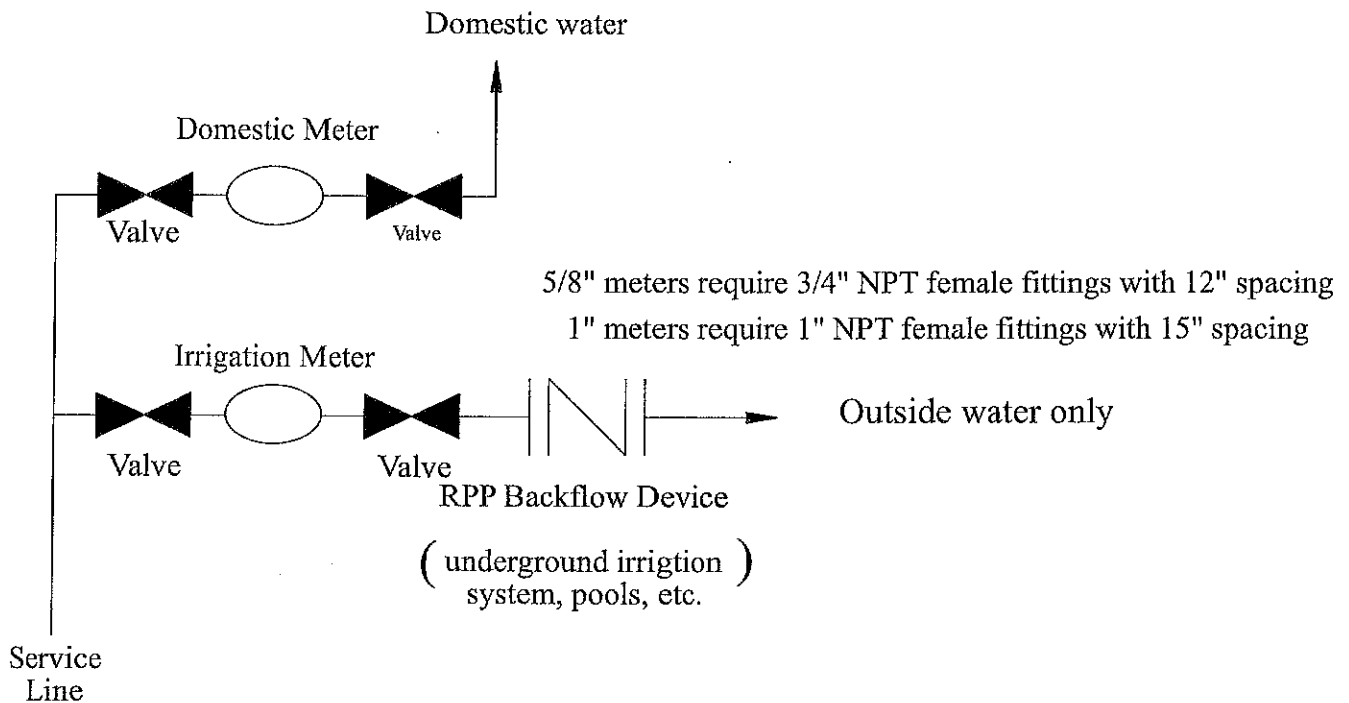 Domestic water
Domestic Meter
Valve
Valve
5/8" meters require 3/4" NPT female fittings with 12" spacing
1" meters require 1" NPT female fittings with 15" spacing
Irrigation Meter
Outside water only
Valve
Valve
RPP Backflow Device
( underground irrigtion )
system, pools, etc.
Service
Line